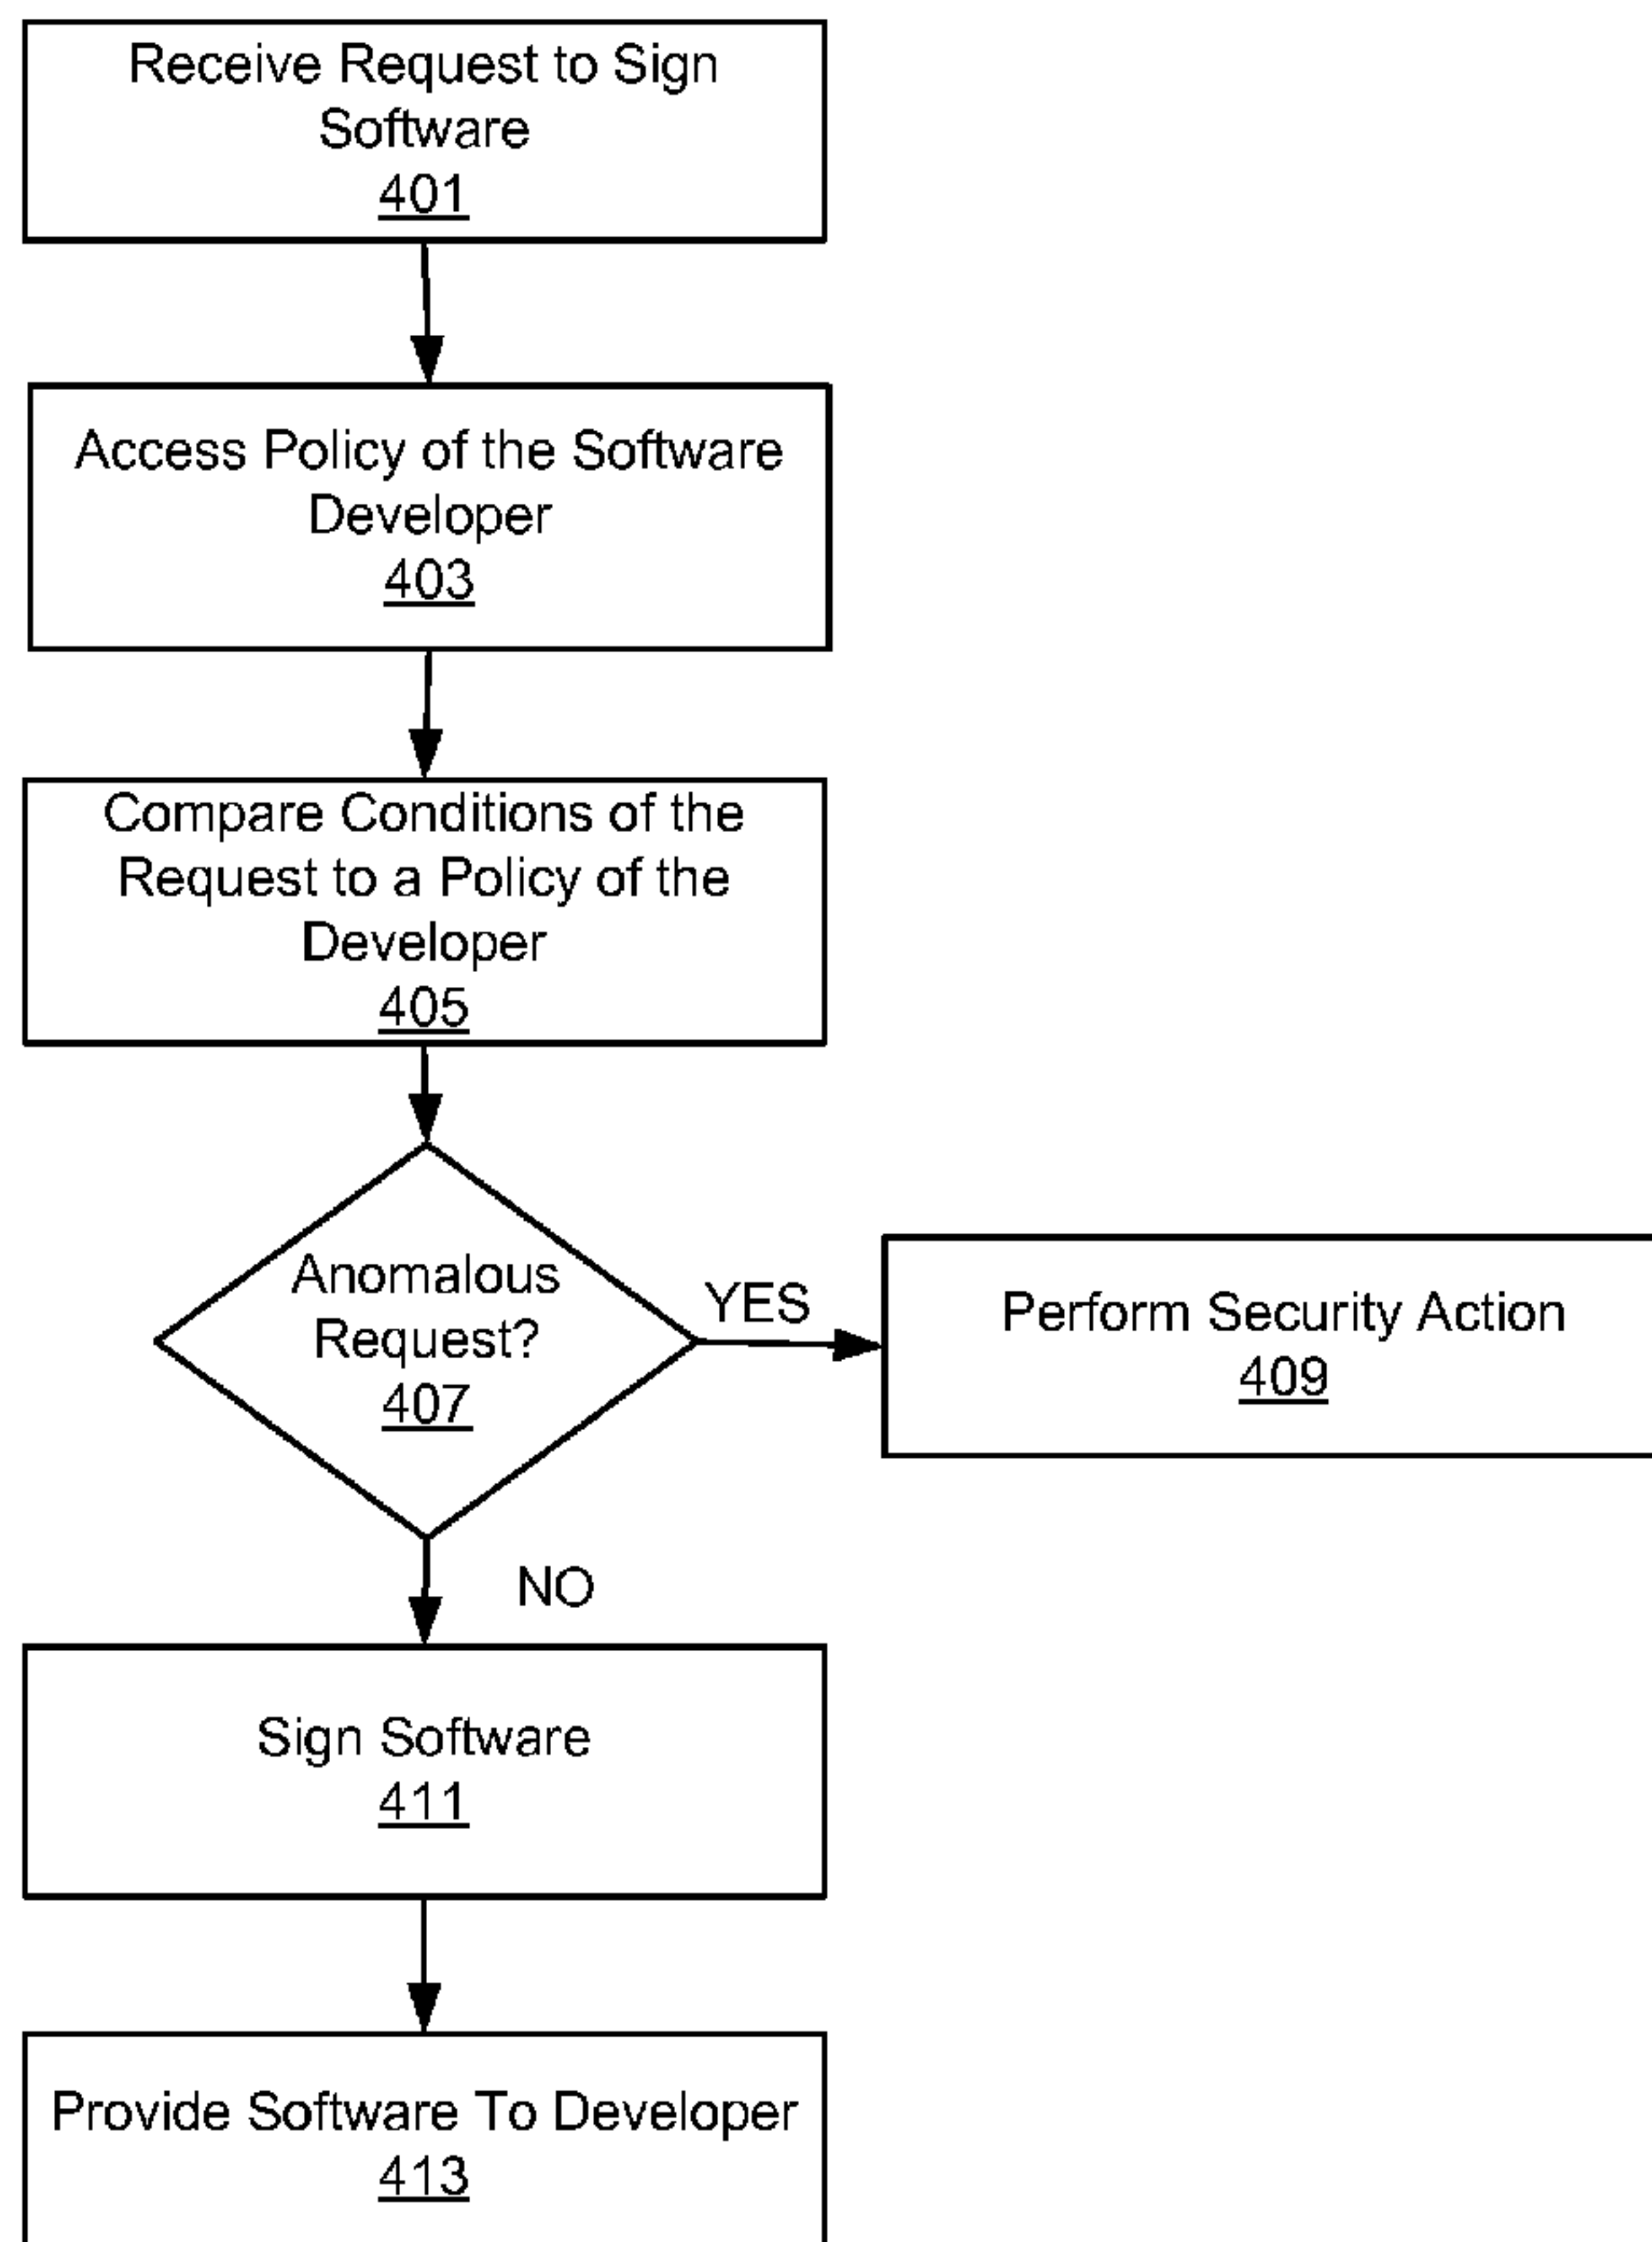 Receive Request to Sign
Software
401
Access Policy of the Software
Developer
403
Compare Conditions of the
Request to a Policy of the
Developer
405
Anomalous
Request?
407
YES
Perform Security Action
409
NO
Sign Software
411
Provide Software To Developer
413